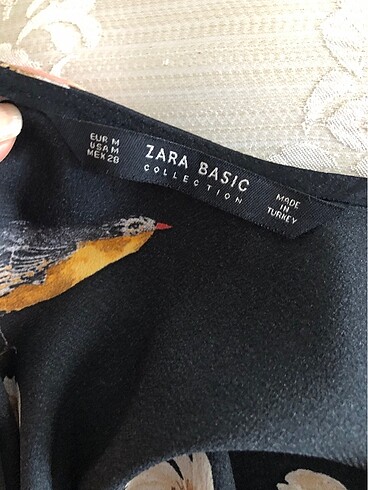 EUR M
USA M
MEX 28
ZARA BASIC
COLLECTION
MADE
IN
TURKEY